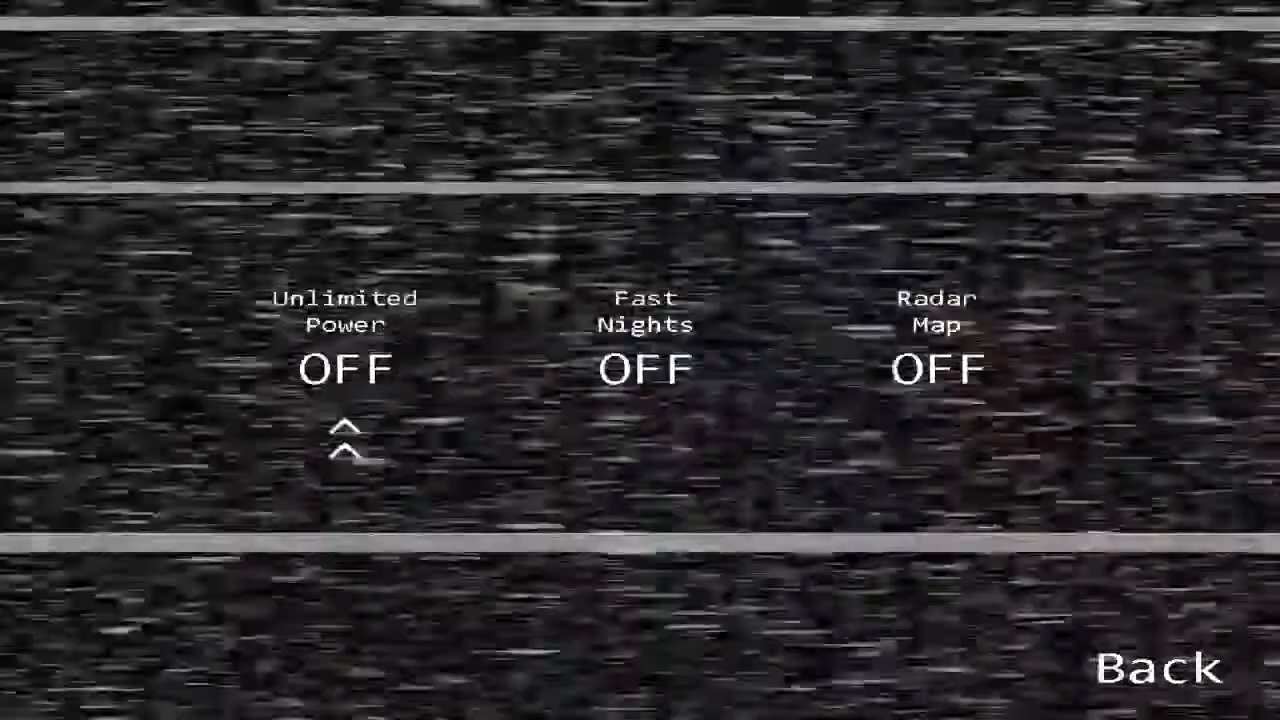 Unlimited
Power
OFF
Fast
Nights
OFF
Radar
Map
OFF
Back